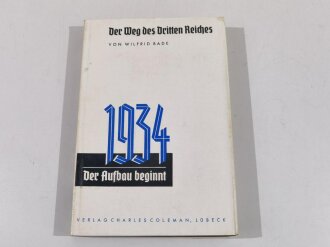 Der Weg des Dritten Reiches
VON WILFRID BADE
1934
Der Aufbau beginnt
VERLAG CHARLES COLEMAN, LÜBECK